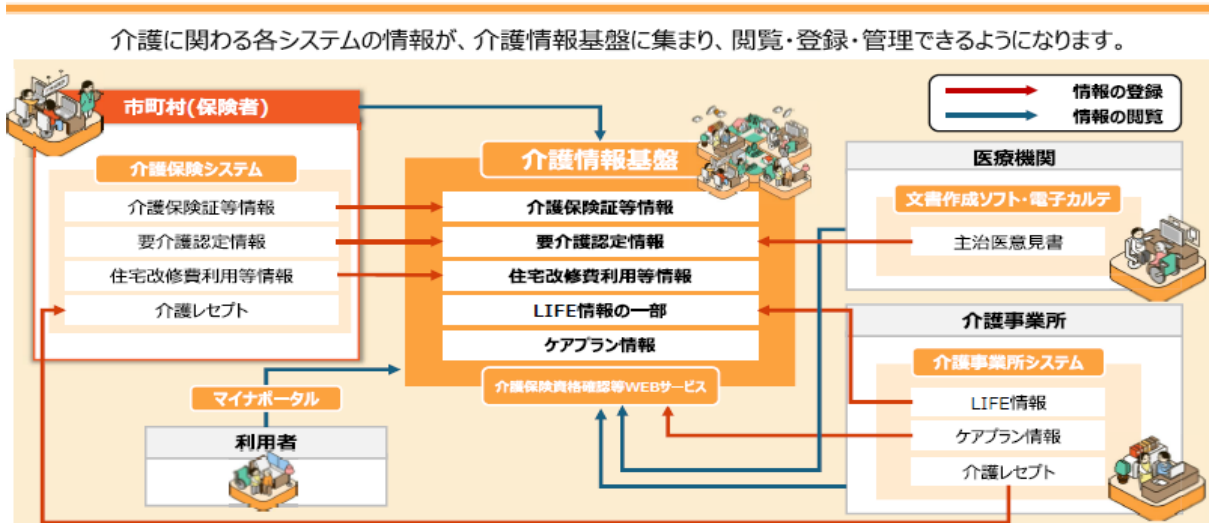 介護に関わる各システムの情報が、介護情報基盤に集まり、閲覧・登録・管理できるようになります。
市町村(保険者)
介護保険システム
介護保険証等情報
要介護認定情報
住宅改修費利用等情報
介護レセプト
マイナポータル
利用者
介護情報基盤
介護保険証等情報
要介護認定情報
住宅改修費利用等情報
LIFE情報の一部
ケアプラン情報
介護保険資格確認等WEBサービス
情報の登録
情報の閲覧
医療機関
文書作成ソフト・電子カルテ
主治医意見書
介護事業所
介護事業所システム
LIFE情報
ケアプラン情報
介護レセプト